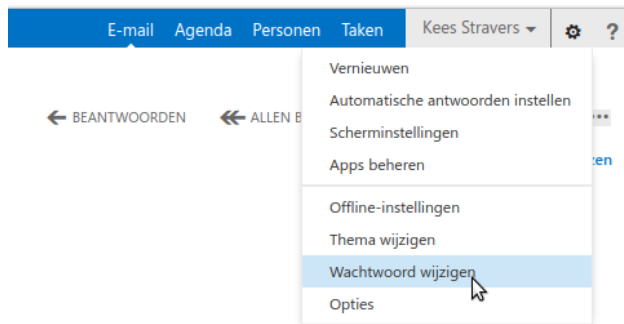 E-mail Agenda Personen Taken Kees Stravers ?
Vernieuwen
Automatische antwoorden instellen
BEANTWOORDEN ALLEN B
Scherminstellingen
Apps beheren zen
Offline-instellingen
Thema wijzigen
Wachtwoord wijzigen
Opties